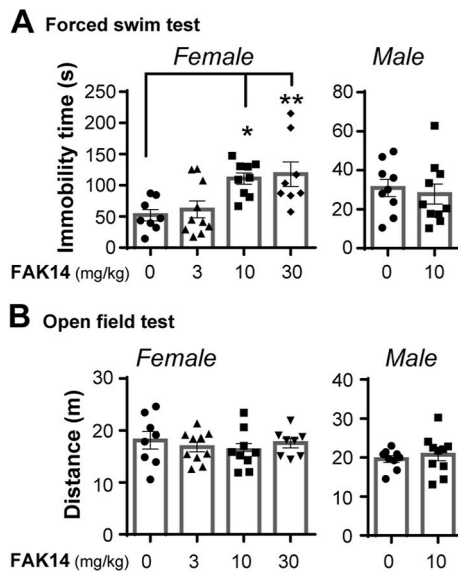 A Forced swim test
Female
Male
Immobility time (s)
250
200
150
100
50
0
*
**
80
60
40
20
0
FAK14 (mg/kg) 0 3 10 30
0 10
B Open field test
Female
Male
Distance (m)
30
20
10
0
40
30
20
10
0
FAK14 (mg/kg) 0 3 10 30
0 10